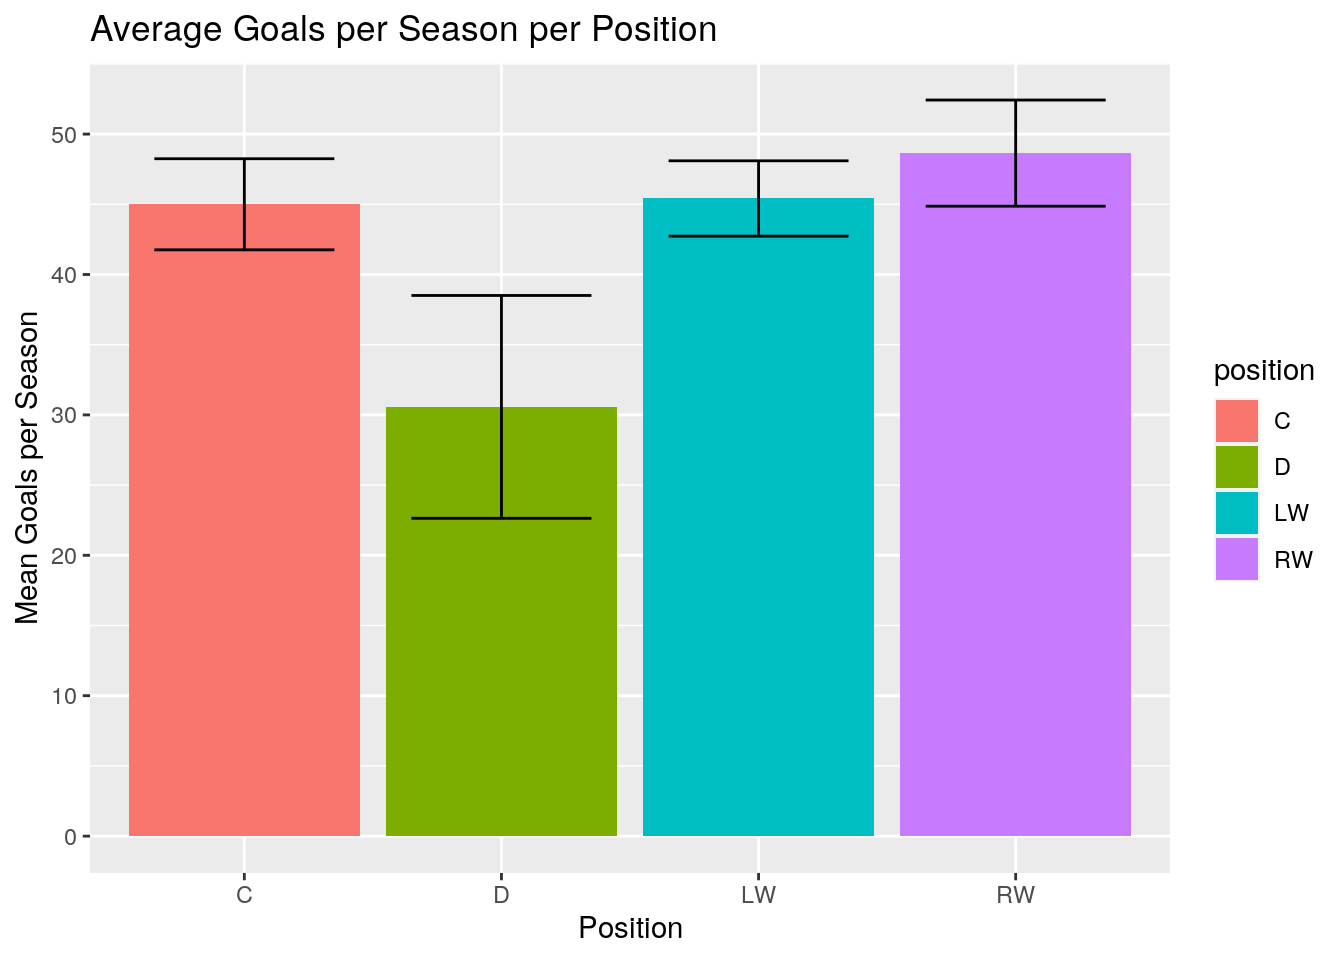 Average Goals per Season per Position
Mean Goals per Season
50
40
30
20
10
0
C
D
LW
RW
Position
position
C
D
LW
RW